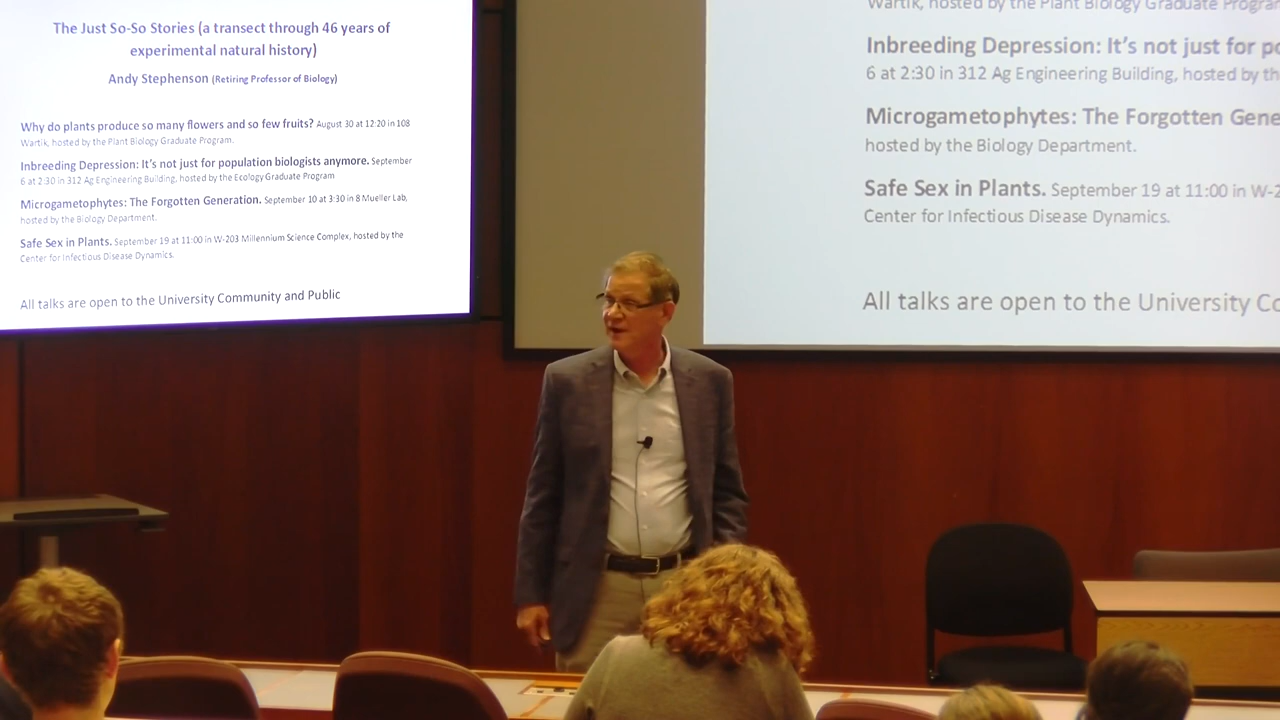 The Just So-So Stories (a transect through 46 years of
experimental natural history)
Andy Stephenson (Retiring Professor of Biology)
Why do plants produce so many flowers and so few fruits? August 30 at 12:20 in 108
Wartik, hosted by the Plant Biology Graduate Program.
Inbreeding Depression: It's not just for population biologists anymore. September
6 at 2:30 in 312 Ag Engineering Building, hosted by the Ecology Graduate Program
Microgametophytes: The Forgotten Generation. September 10 at 3:30 in 8 Mueller Lab,
hosted by the Biology Department.
Safe Sex in Plants. September 19 at 11:00 in W-203 Millennium Science Complex, hosted by the
Center for Infectious Disease Dynamics.
All talks are open to the University Community and Public
Wartik, hosted by the Plant Biology Graduate Program
Inbreeding Depression: It's not just for po
6 at 2:30 in 312 Ag Engineering Building, hosted by th
Microgametophytes: The Forgotten Gene
hosted by the Biology Department.
Safe Sex in Plants. September 19 at 11:00 in W-2
Center for Infectious Disease Dynamics.
All talks are open to the University Co